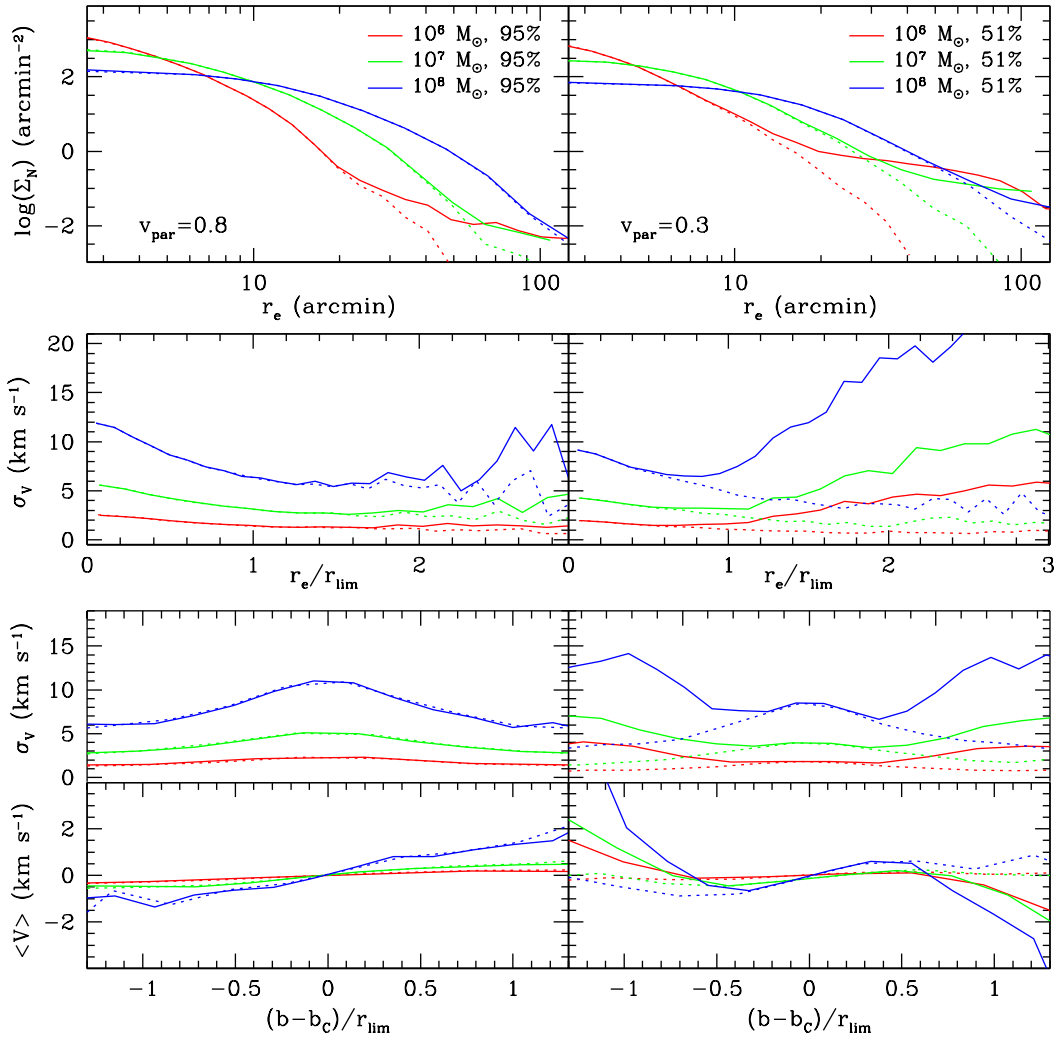 10⁶ M⊙, 95%
10⁷ M⊙, 95%
10⁸ M⊙, 95%
10⁶ M⊙, 51%
10⁷ M⊙, 51%
10⁸ M⊙, 51%
log(Σ_N) (arcmin⁻²)
2
0
−2
v_par=0.8
v_par=0.3
10 100
10 100
r_e (arcmin)
r_e (arcmin)
σ_V (km s⁻¹)
20
15
10
5
0
0 1 2
0 1 2 3
r_e/r_lim
r_e/r_lim
σ_V (km s⁻¹)
15
10
5
0
<V> (km s⁻¹)
2
0
−2
−1 −0.5 0 0.5 1
−1 −0.5 0 0.5 1
(b−b_C)/r_lim
(b−b_C)/r_lim